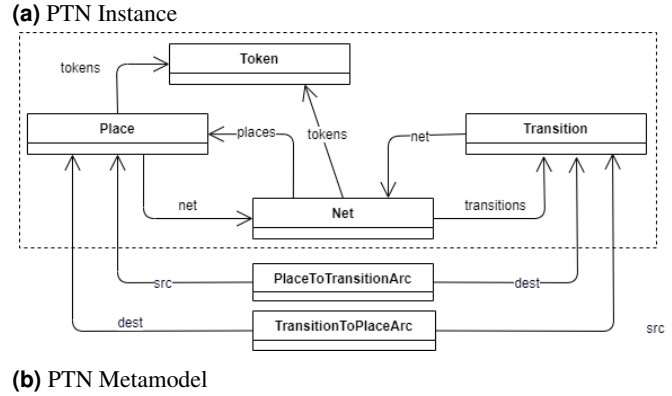 (a) PTN Instance
Token
tokens
Place
places
tokens
net
Transition
net
Net
transitions
src
PlaceToTransitionArc
dest
dest
TransitionToPlaceArc
src
(b) PTN Metamodel